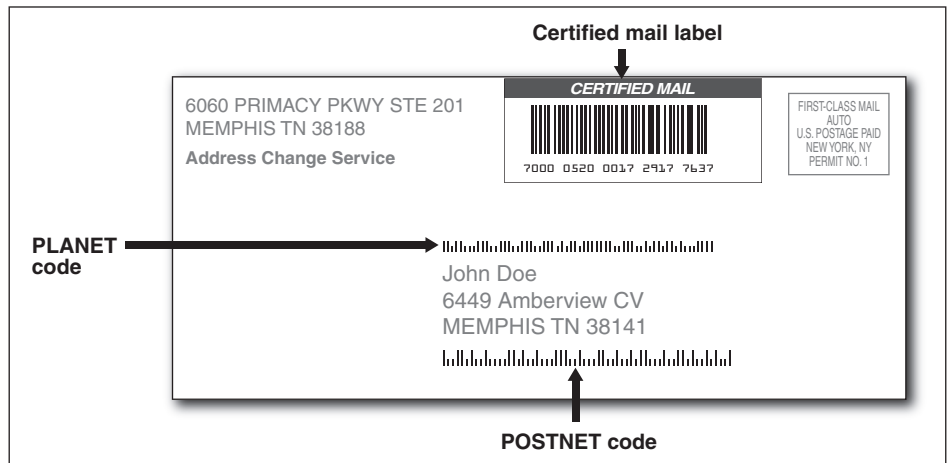 Certified mail label
CERTIFIED MAIL
7000 0520 0017 2917 7637
6060 PRIMACY PKWY STE 201
MEMPHIS TN 38188
Address Change Service
FIRST-CLASS MAIL
AUTO
U.S. POSTAGE PAID
NEW YORK, NY
PERMIT NO. 1
PLANET
code
John Doe
6449 Amberview CV
MEMPHIS TN 38141
POSTNET code